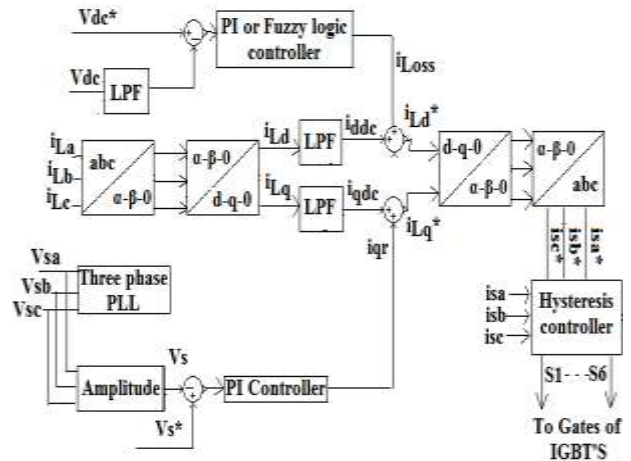 Vdc*
PI or Fuzzy logic
controller
Vdc
LPF
iLoss
iLa
iLb
iLc
abc
α-β-0
α-β-0
d-q-0
iLd
LPF
iddc
iLd*
iLq
LPF
iqdc
iLq*
iqr
d-q-0
α-β-0
α-β-0
abc
isc*
isb*
isa*
Vsa
Vsb
Vsc
Three phase
PLL
isa
isb
isc
Hysteresis
controller
Amplitude
Vs
Vs*
PI Controller
S1---S6
To Gates of
IGBT'S